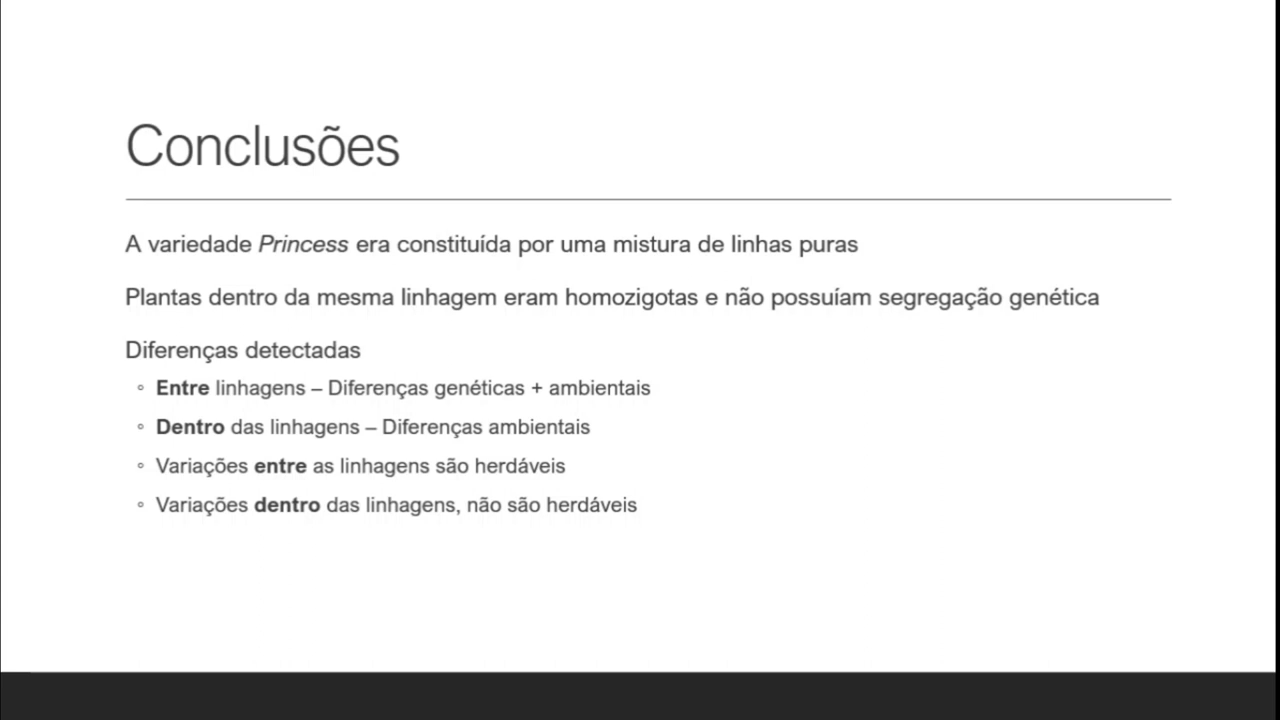 Conclusões
A variedade Princess era constituída por uma mistura de linhas puras
Plantas dentro da mesma linhagem eram homozigotas e não possuíam segregação genética
Diferenças detectadas
◦ Entre linhagens – Diferenças genéticas + ambientais
◦ Dentro das linhagens – Diferenças ambientais
◦ Variações entre as linhagens são herdáveis
◦ Variações dentro das linhagens, não são herdáveis